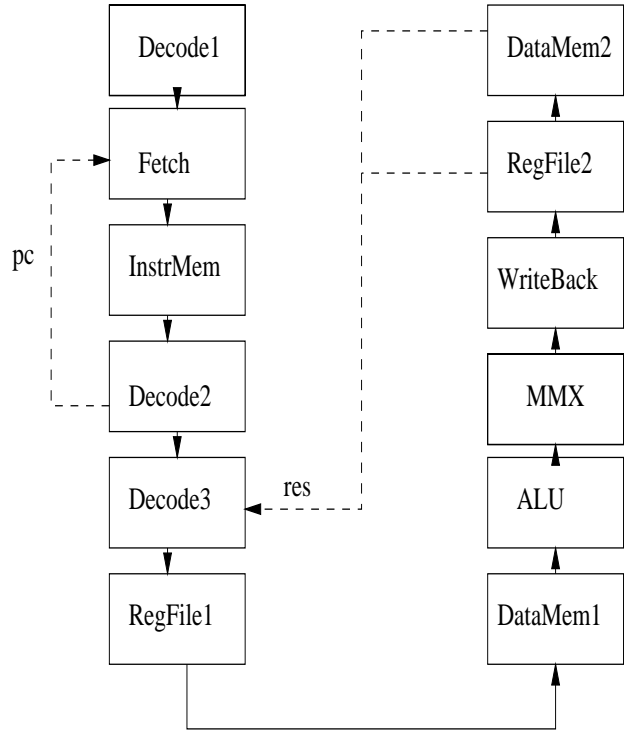 Decode1
Fetch
pc
InstrMem
Decode2
Decode3
res
RegFile1
DataMem2
RegFile2
WriteBack
MMX
ALU
DataMem1